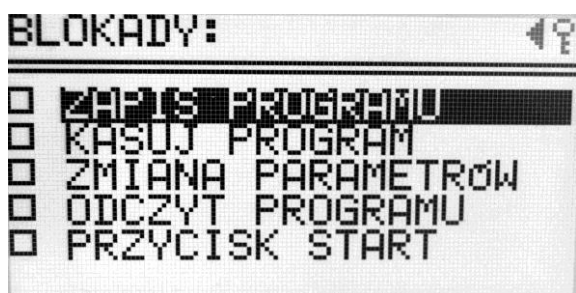 BLOKADY:
ZAPIS PROGRAMU
KASUJ PROGRAM
ZMIANA PARAMETRÓW
ODCZYT PROGRAMU
PRZYCISK START